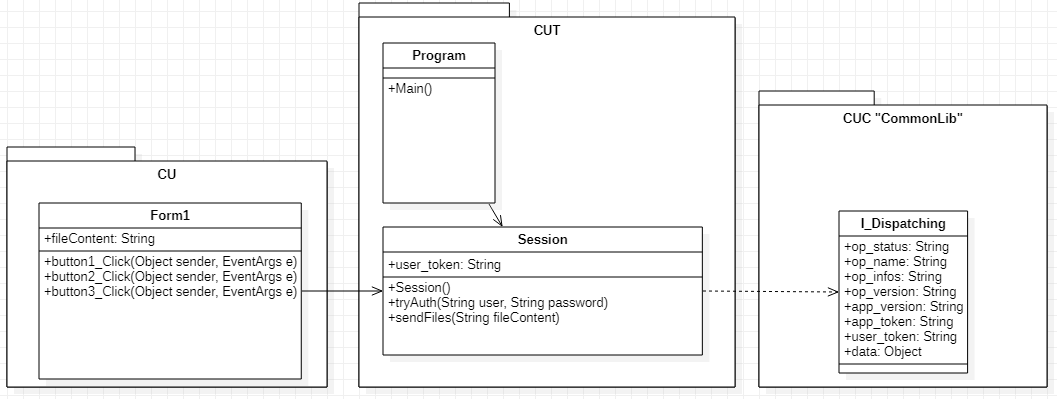 CU
Form1
+fileContent: String
+button1_Click(Object sender, EventArgs e)
+button2_Click(Object sender, EventArgs e)
+button3_Click(Object sender, EventArgs e)
CUT
Program
+Main()
Session
+user_token: String
+Session()
+tryAuth(String user, String password)
+sendFiles(String fileContent)
CUC "CommonLib"
I_Dispatching
+op_status: String
+op_name: String
+op_infos: String
+op_version: String
+app_version: String
+app_token: String
+user_token: String
+data: Object